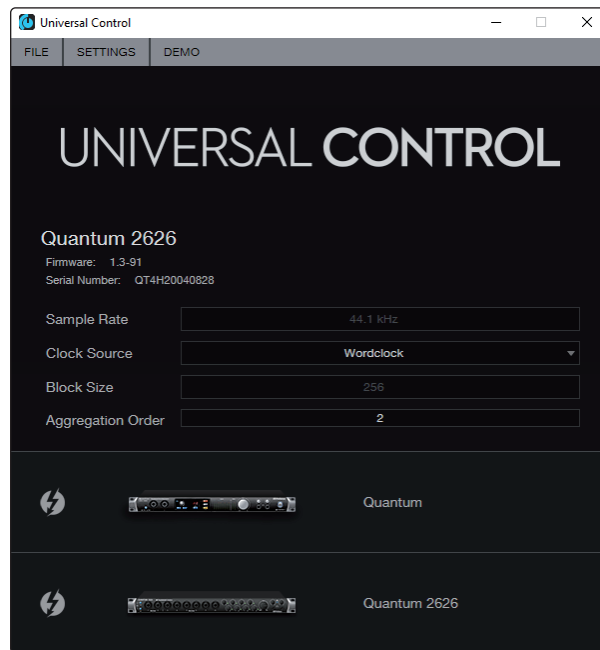 Universal Control
FILE SETTINGS DEMO
UNIVERSAL CONTROL
Quantum 2626
Firmware: 1.3-91
Serial Number: QT4H20040828
Sample Rate 44.1 kHz
Clock Source Wordclock
Block Size 256
Aggregation Order 2
Quantum
Quantum 2626